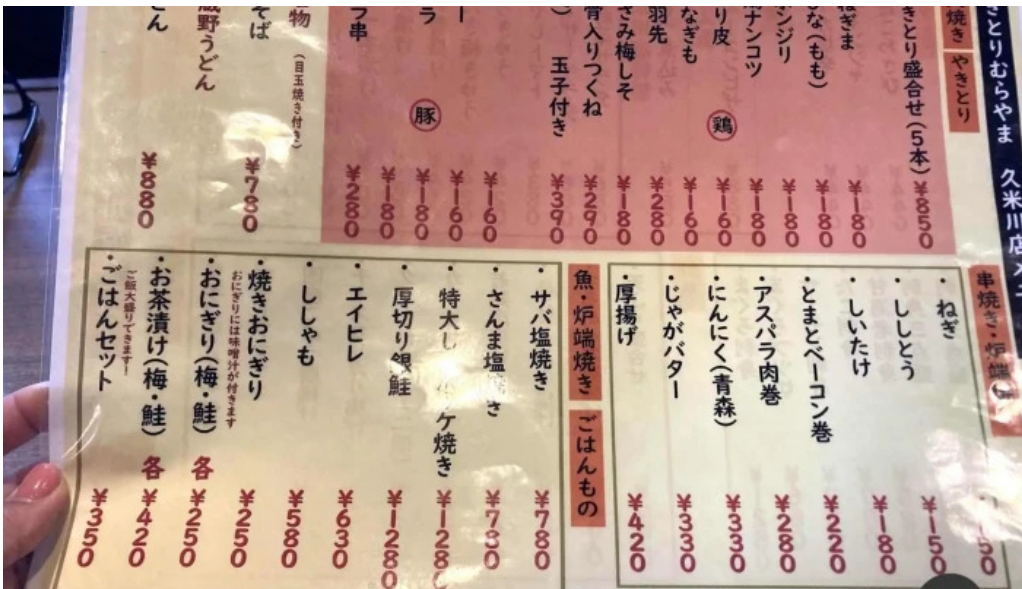 さとりむらやま 久米川店メニ
焼き やきとり
きとり盛合せ(5本) ¥850
ねぎま ¥180
な(もも) ¥180
ンジリ ¥180
ナンコツ ¥180
り皮 ¥160
鶏
なぎも ¥160
羽先 ¥280
さみ梅しそ ¥180
骨入りつくね ¥290
玉子付き ¥390
¥160
ー ¥160
ラ ¥180
豚
¥180
ラ串 ¥280
物
(目玉焼き付き)
そば ¥780
蔵野うどん
ん ¥880
串焼き・炉端
50
・ねぎ ¥150
・ししとう ¥180
・しいたけ ¥220
・とまとベーコン巻 ¥280
・アスパラ肉巻 ¥330
・にんにく(青森) ¥330
・じゃがバター ¥420
厚揚げ
魚・炉端焼き ごはんもの
・サバ塩焼き ¥780
・さんま塩 ¥730
・特大し ケ焼き ¥1280
・厚切り銀鮭 ¥1280
・エイヒレ ¥630
・ししゃも ¥580
・焼きおにぎり ¥250
おにぎりには味噌汁が付きます
・おにぎり(梅・鮭) 各¥250
・お茶漬け(梅・鮭) 各¥420
ご飯大盛りできます!
・ごはんセット ¥350